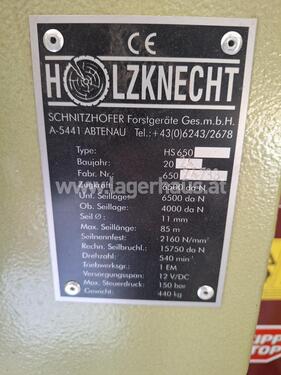 CE
HOLZKNECHT
SCHNITZHOFER Forstgeräte Ges.m.b.H.
A-5441 ABTENAU Tel.:+43(0)6243/2678
Type: HS 650
Baujahr: 20
Fabr. Nr.: 650
Zugkraft: 6500 da N
www.lagerhaus.at
Unt. Seillage: 6500 da N
Ob. Seillage: 4000 da N
Seil Ø: 11 mm
Max. Seillänge: 85 m
Seilnennfest: 2160 N/mm²
Rechn. Seilbruchl.: 15750 da N
Drehzahl: 540 min⁻¹
Triebwerksgr.: 1 EM
Versorgungsspan: 12 V/DC
Max. Steuerdruck: 150 bar
Gewicht: 440 kg